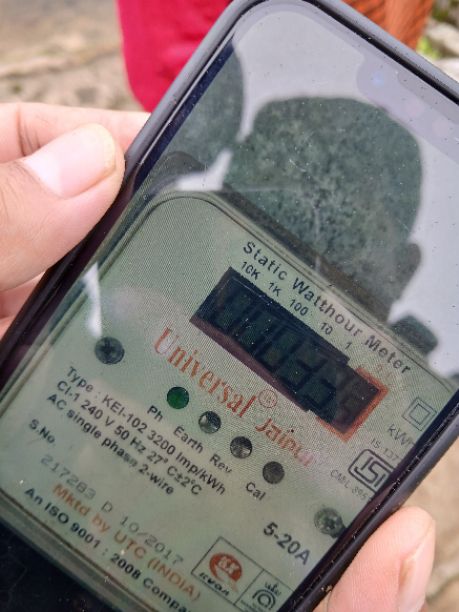 Static Watthour Meter
10K 1K 100 10 1
Universal® Jaipur
kWh
Ph Earth Rev Cal
Type : KEI-102 3200 Imp/kWh
Cl-1 240 V 50 Hz 27° C±2°C
AC single phase 2-wire
S.No
217283 D 10/2017
5-20A
Mktd by UTC (INDIA)
An ISO 9001 : 2008